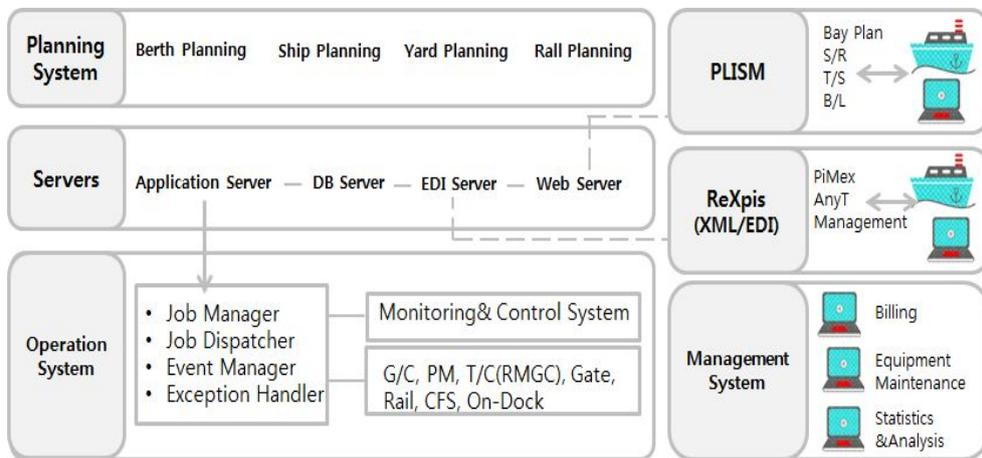 Planning
System
Berth Planning
Ship Planning
Yard Planning
Rall Planning
Servers
Application Server
DB Server
EDI Server
Web Server
Operation
System
• Job Manager
• Job Dispatcher
• Event Manager
• Exception Handler
Monitoring& Control System
G/C, PM, T/C(RMGC), Gate,
Rail, CFS, On-Dock
PLISM
Bay Plan
S/R
T/S
B/L
ReXpis
(XML/EDI)
PiMex
AnyT
Management
Management
System
Billing
Equipment
Maintenance
Statistics
&Analysis